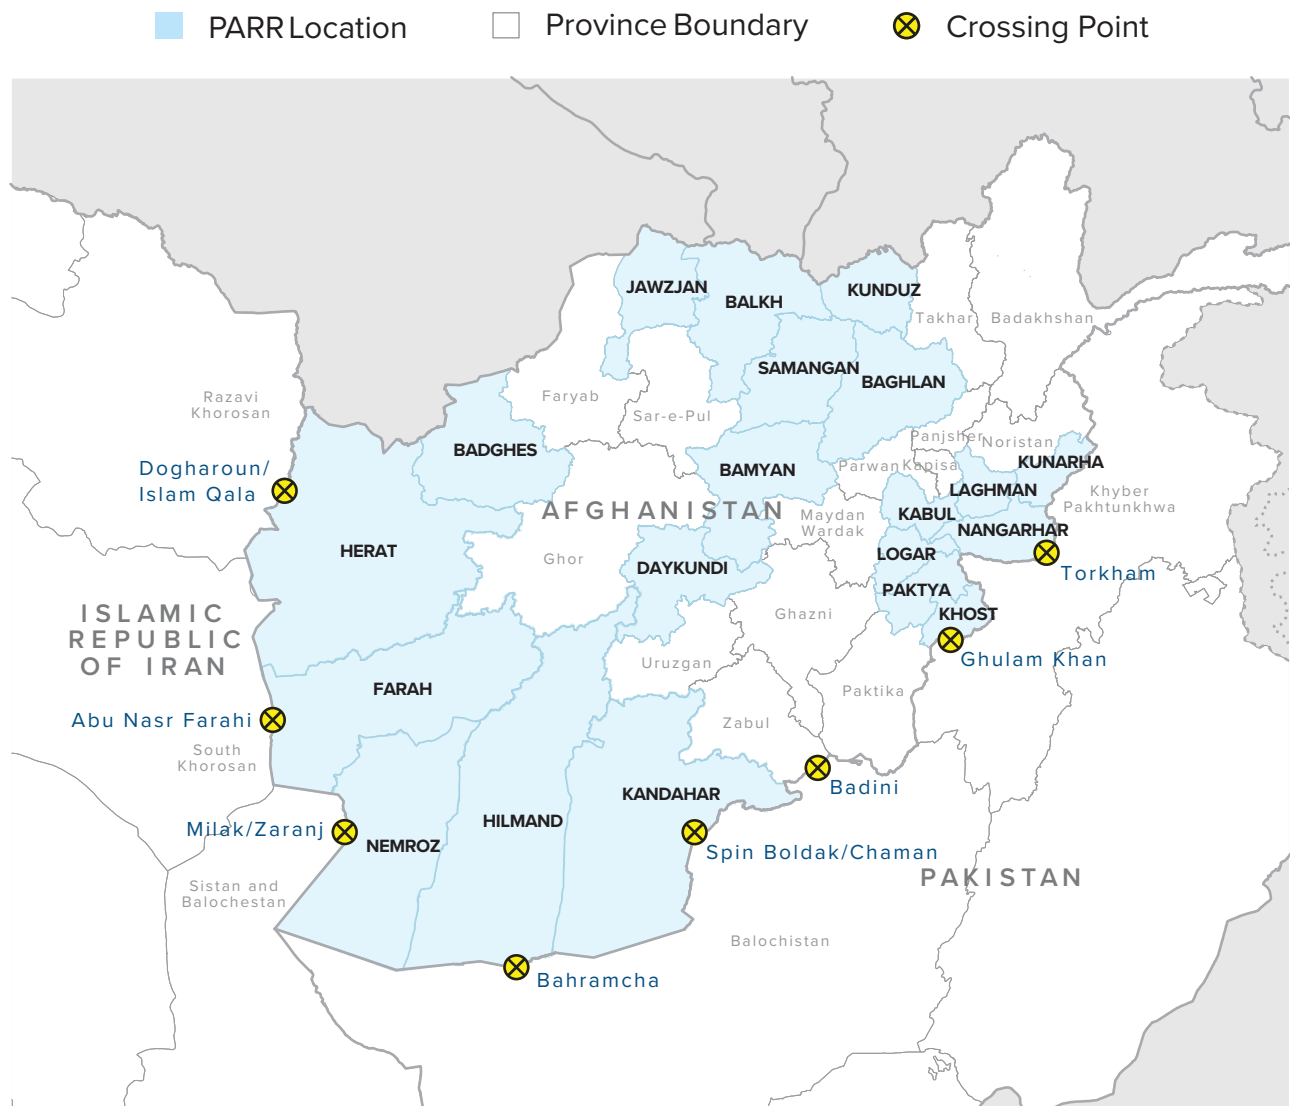 PARR Location
Province Boundary
Crossing Point
JAWZJAN
BALKH
KUNDUZ
Takhar
Badakhshan
SAMANGAN
BAGHLAN
Razavi
Khorosan
Faryab
Sar-e-Pul
Panjsher
Noristan
BADGHES
BAMYAN
Parwan
Kapisa
KUNARHA
Dogharoun/
Islam Qala
LAGHMAN
Khyber
Pakhtunkhwa
AFGHANISTAN
Maydan
Wardak
KABUL
NANGARHAR
HERAT
Ghor
DAYKUNDI
LOGAR
Torkham
PAKTYA
ISLAMIC
REPUBLIC
OF IRAN
Ghazni
KHOST
Ghulam Khan
Uruzgan
FARAH
Paktika
Abu Nasr Farahi
Zabul
South
Khorosan
Badini
KANDAHAR
Milak/Zaranj
HILMAND
NEMROZ
Spin Boldak/Chaman
PAKISTAN
Sistan and
Balochestan
Balochistan
Bahramcha